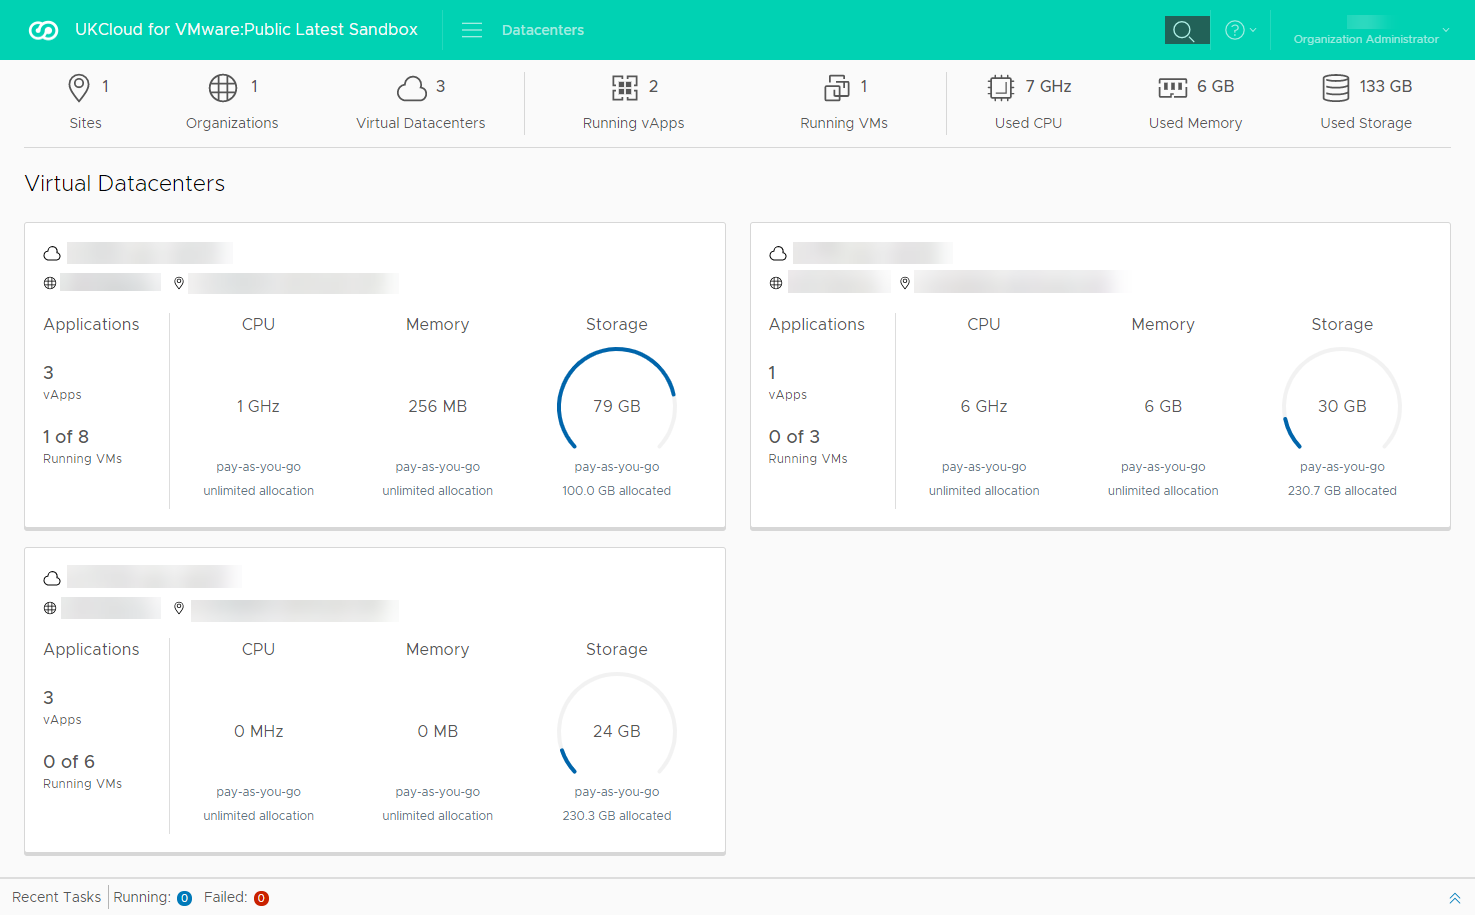 UKCloud for VMware:Public Latest Sandbox
Datacenters
Organization Administrator
1
Sites
1
Organizations
3
Virtual Datacenters
2
Running vApps
1
Running VMs
7 GHz
Used CPU
6 GB
Used Memory
133 GB
Used Storage
Virtual Datacenters
Applications
3
vApps
1 of 8
Running VMs
CPU
1 GHz
pay-as-you-go
unlimited allocation
Memory
256 MB
pay-as-you-go
unlimited allocation
Storage
79 GB
pay-as-you-go
100.0 GB allocated
Applications
1
vApps
0 of 3
Running VMs
CPU
6 GHz
pay-as-you-go
unlimited allocation
Memory
6 GB
pay-as-you-go
unlimited allocation
Storage
30 GB
pay-as-you-go
230.7 GB allocated
Applications
3
vApps
0 of 6
Running VMs
CPU
0 MHz
pay-as-you-go
unlimited allocation
Memory
0 MB
pay-as-you-go
unlimited allocation
Storage
24 GB
pay-as-you-go
230.3 GB allocated
Recent Tasks Running: 0 Failed: 0